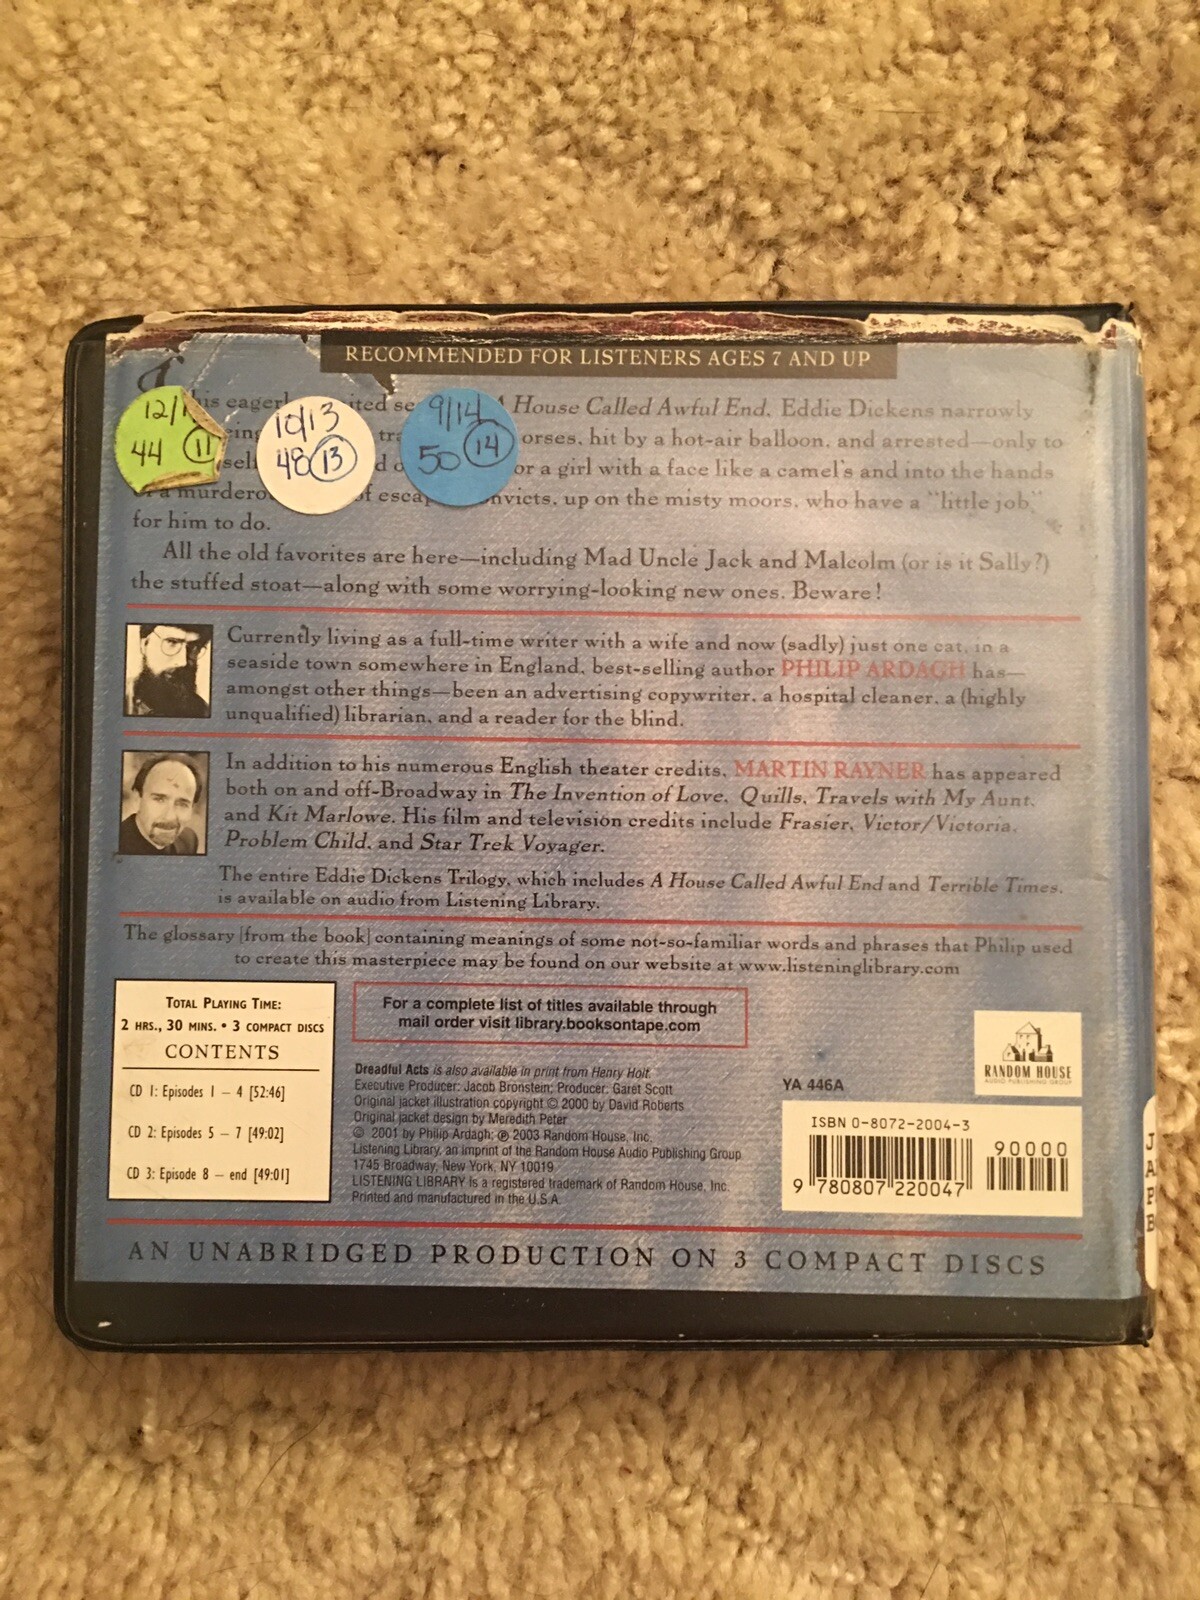 RECOMMENDED FOR LISTENERS AGES 7 AND UP
12/1
44 11
10/13
48 13
9/14
50 14
his eagerl ited se A House Called Awful End, Eddie Dickens narrowly
eing tra orses, hit by a hot-air balloon, and arrested—only to
sel d o or a girl with a face like a camel's and into the hands
of a murdero f escap nvicts, up on the misty moors, who have a "little job"
for him to do.
All the old favorites are here—including Mad Uncle Jack and Malcolm (or is it Sally?)
the stuffed stoat—along with some worrying-looking new ones. Beware!
Currently living as a full-time writer with a wife and now (sadly) just one cat, in a
seaside town somewhere in England, best-selling author PHILIP ARDAGH has—
amongst other things—been an advertising copywriter, a hospital cleaner, a (highly
unqualified) librarian, and a reader for the blind.
In addition to his numerous English theater credits, MARTIN RAYNER has appeared
both on and off-Broadway in The Invention of Love, Quills, Travels with My Aunt,
and Kit Marlowe. His film and television credits include Frasier, Victor/Victoria,
Problem Child, and Star Trek Voyager.
The entire Eddie Dickens Trilogy, which includes A House Called Awful End and Terrible Times,
is available on audio from Listening Library.
The glossary [from the book] containing meanings of some not-so-familiar words and phrases that Philip used
to create this masterpiece may be found on our website at www.listeninglibrary.com
TOTAL PLAYING TIME:
2 HRS., 30 MINS. • 3 COMPACT DISCS
CONTENTS
CD 1: Episodes 1 – 4 [52:46]
CD 2: Episodes 5 – 7 [49:02]
CD 3: Episode 8 – end [49:01]
For a complete list of titles available through
mail order visit library.booksontape.com
Dreadful Acts is also available in print from Henry Holt.
Executive Producer: Jacob Bronstein; Producer: Garet Scott
Original jacket illustration copyright © 2000 by David Roberts
Original jacket design by Meredith Peter
© 2001 by Philip Ardagh; ℗ 2003 Random House, Inc.
Listening Library, an imprint of the Random House Audio Publishing Group
1745 Broadway, New York, NY 10019
LISTENING LIBRARY is a registered trademark of Random House, Inc.
Printed and manufactured in the U.S.A.
RANDOM HOUSE
AUDIO PUBLISHING GROUP
YA 446A
ISBN 0-8072-2004-3
90000
9 780807 220047
J
A
P
B
AN UNABRIDGED PRODUCTION ON 3 COMPACT DISCS